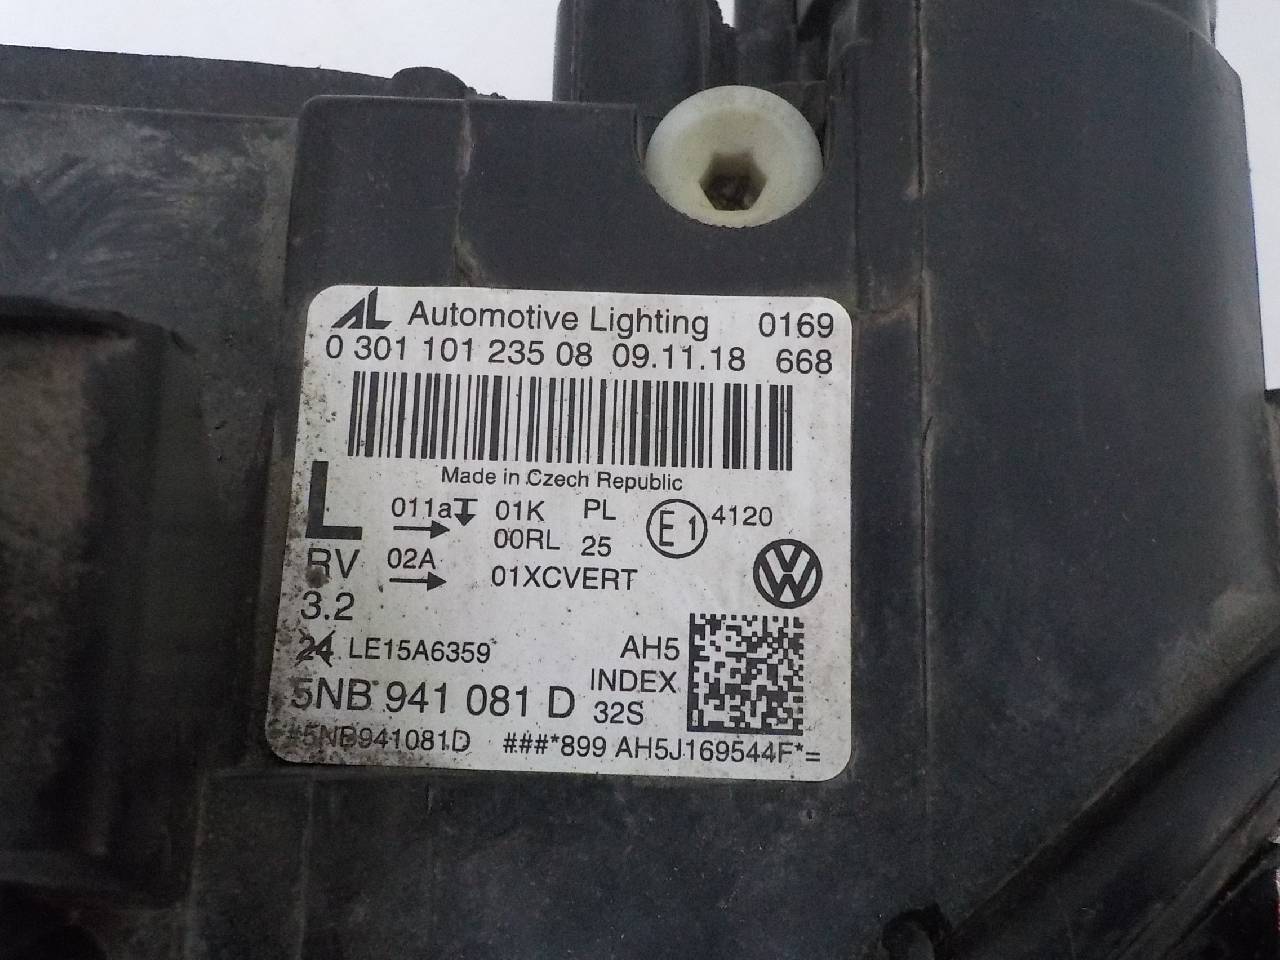 AL Automotive Lighting 0169
0 301 101 235 08 09.11.18 668
Made in Czech Republic
L 011a 01K PL E1 4120
00RL 25
RV 02A 01XCVERT VW
3.2
24 LE15A6359 AH5
INDEX
5NB 941 081 D 32S
#5NB941081D ###*899 AH5J169544F*=